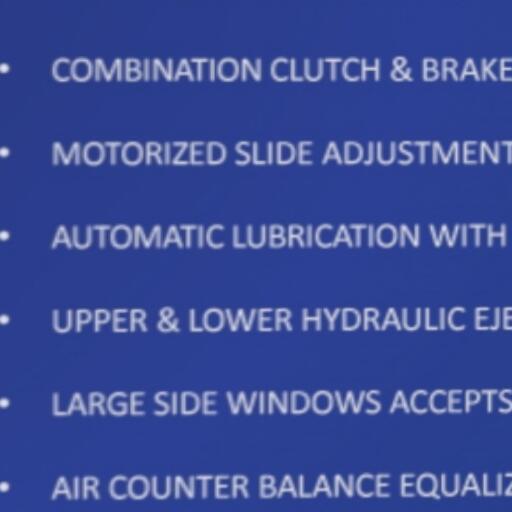 • COMBINATION CLUTCH & BRAKE
• MOTORIZED SLIDE ADJUSTMENT
• AUTOMATIC LUBRICATION WITH
• UPPER & LOWER HYDRAULIC EJE
• LARGE SIDE WINDOWS ACCEPTS
• AIR COUNTER BALANCE EQUALIZ